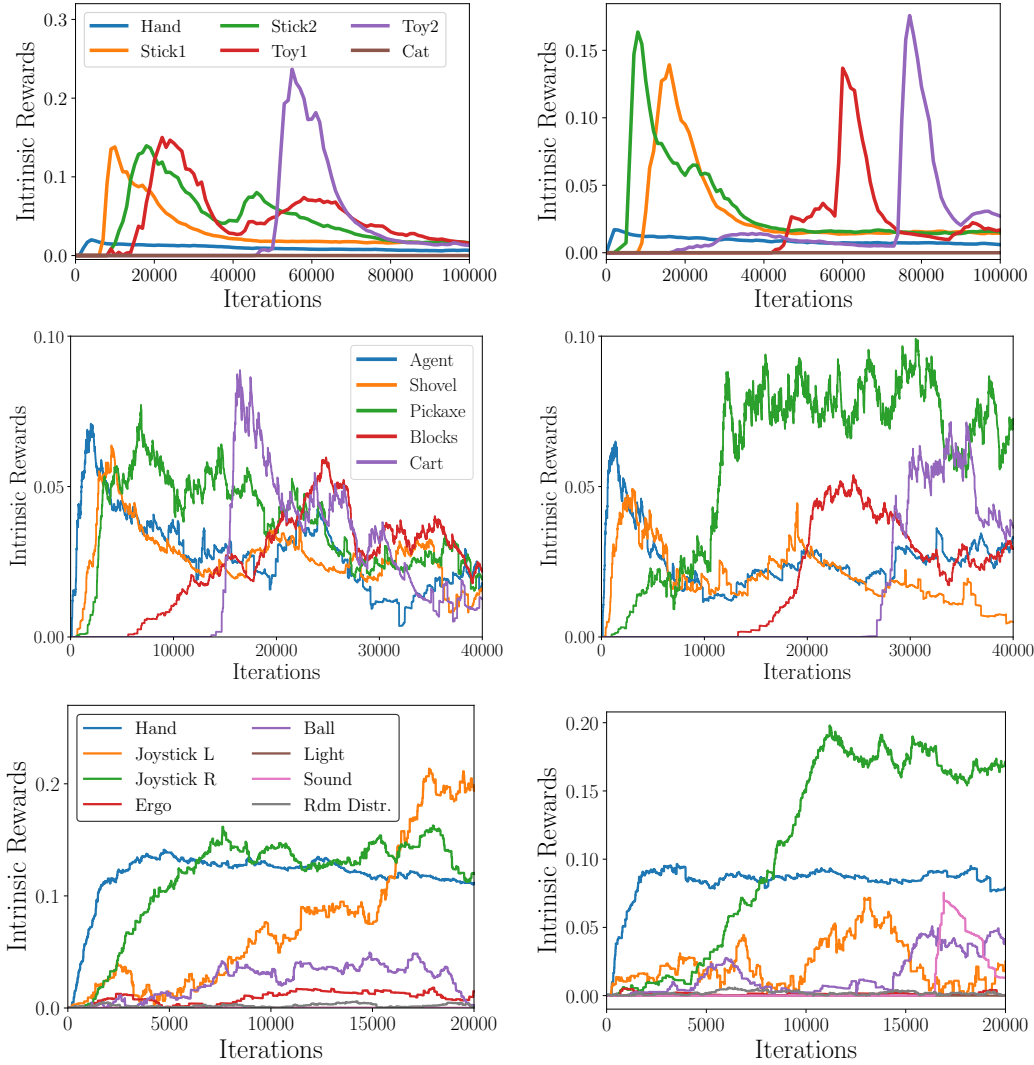 Intrinsic Rewards
0.3
0.2
0.1
0.0
Hand
Stick1
Stick2
Toy1
Toy2
Cat
0 20000 40000 60000 80000 100000
Iterations
Intrinsic Rewards
0.15
0.10
0.05
0.00
0 20000 40000 60000 80000 100000
Iterations
Intrinsic Rewards
0.10
0.05
0.00
Agent
Shovel
Pickaxe
Blocks
Cart
0 10000 20000 30000 40000
Iterations
Intrinsic Rewards
0.10
0.05
0.00
0 10000 20000 30000 40000
Iterations
Intrinsic Rewards
0.2
0.1
0.0
Hand
Joystick L
Joystick R
Ergo
Ball
Light
Sound
Rdm Distr.
0 5000 10000 15000 20000
Iterations
Intrinsic Rewards
0.20
0.15
0.10
0.05
0.00
0 5000 10000 15000 20000
Iterations